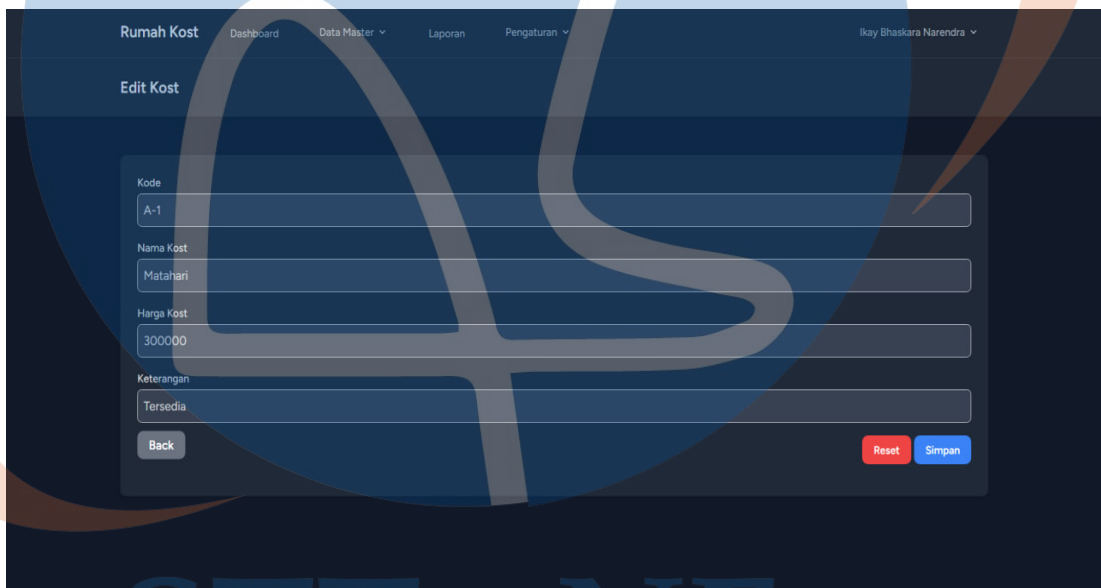 Rumah Kost Dashboard Data Master Laporan Pengaturan Ikay Bhaskara Narendra
Edit Kost
Kode
A-1
Nama Kost
Matahari
Harga Kost
300000
Keterangan
Tersedia
Back Reset Simpan